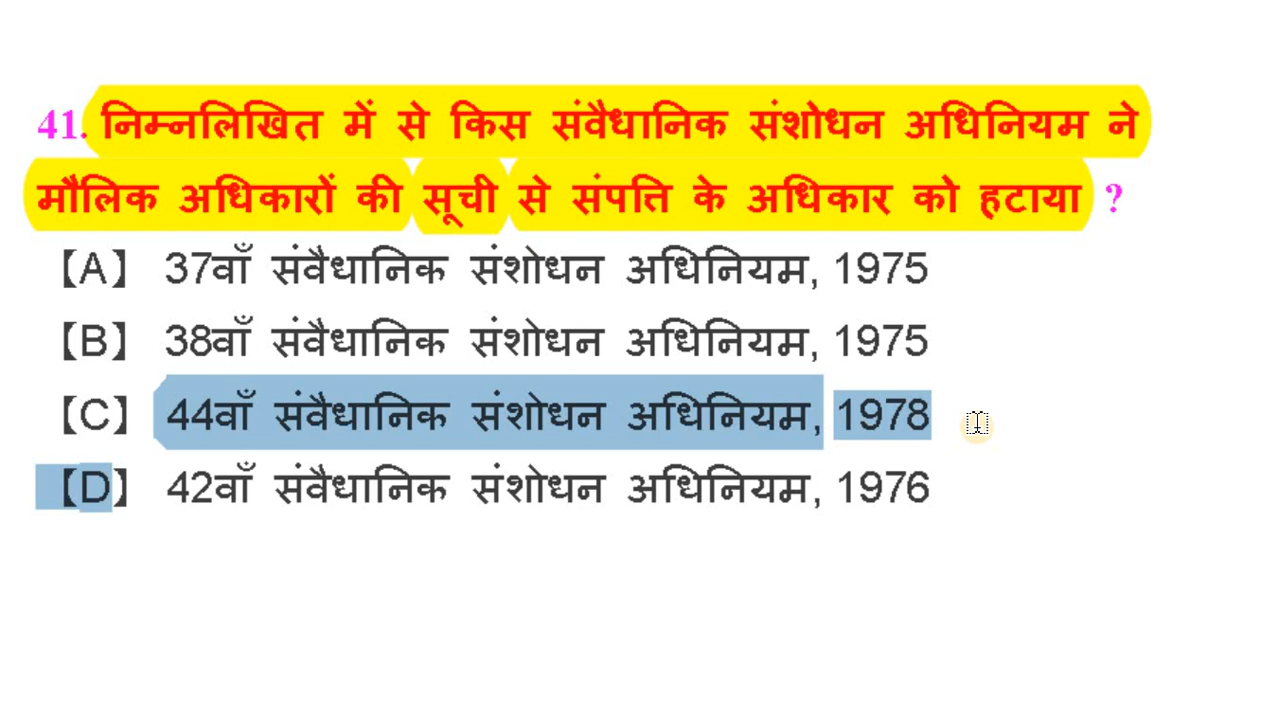 41. निम्नलिखित में से किस संवैधानिक संशोधन अधिनियम ने
मौलिक अधिकारों की सूची से संपत्ति के अधिकार को हटाया ?
【A】 37वाँ संवैधानिक संशोधन अधिनियम, 1975
【B】 38वाँ संवैधानिक संशोधन अधिनियम, 1975
【C】 44वाँ संवैधानिक संशोधन अधिनियम, 1978
【D】 42वाँ संवैधानिक संशोधन अधिनियम, 1976